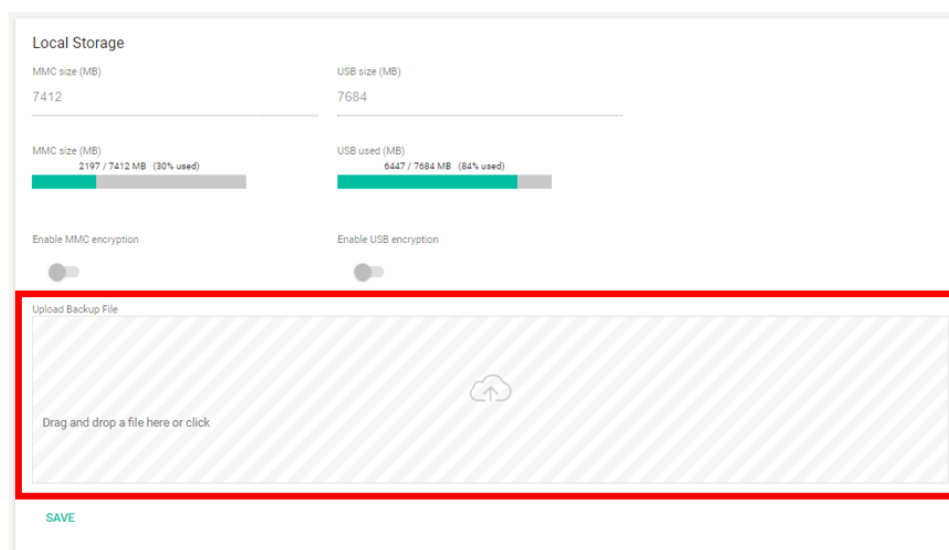 Local Storage
MMC size (MB) USB size (MB)
7412 7684
MMC size (MB) USB used (MB)
2197 / 7412 MB (30% used) 6447 / 7684 MB (84% used)
Enable MMC encryption Enable USB encryption
Upload Backup File
Drag and drop a file here or click
SAVE